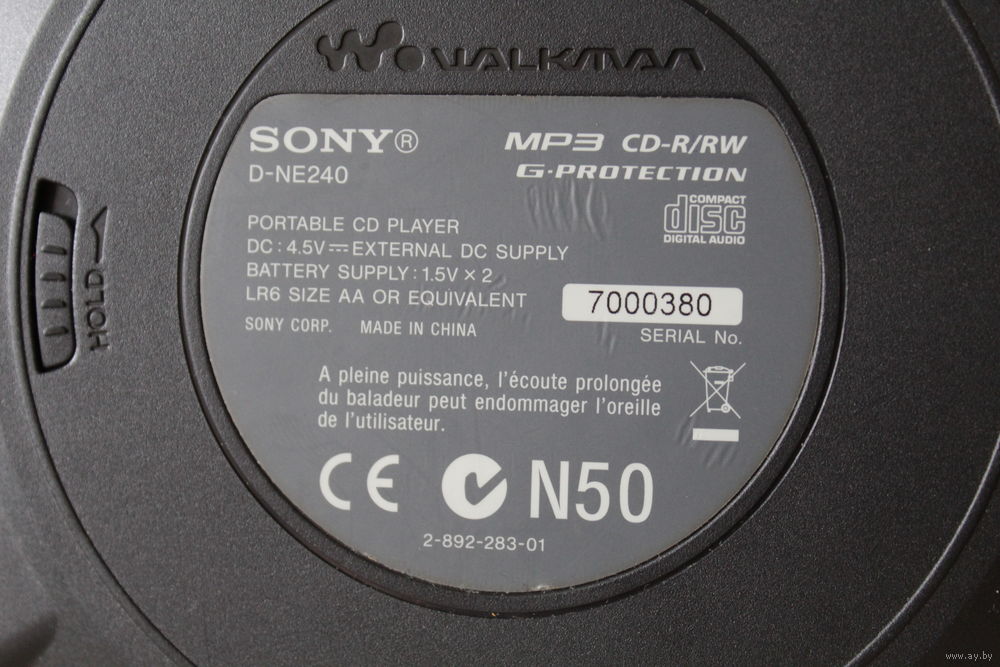 WALKMAN
SONY®
D-NE240
MP3 CD-R/RW
G-PROTECTION
COMPACT
disc
DIGITAL AUDIO
PORTABLE CD PLAYER
DC : 4.5V ⎓ EXTERNAL DC SUPPLY
BATTERY SUPPLY : 1.5V × 2
LR6 SIZE AA OR EQUIVALENT
SONY CORP. MADE IN CHINA
7000380
SERIAL No.
HOLD
A pleine puissance, l'écoute prolongée
du baladeur peut endommager l'oreille
de l'utilisateur.
CE N50
2-892-283-01
www.ay.by